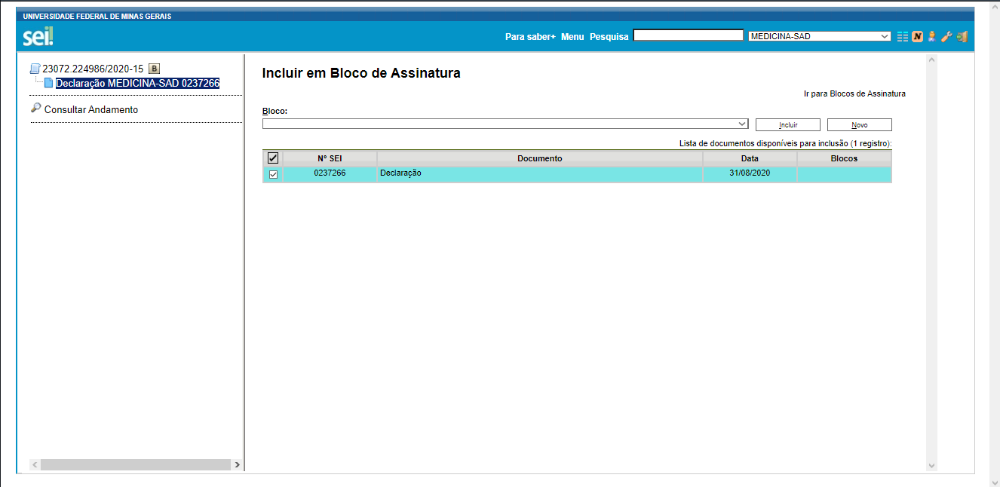 UNIVERSIDADE FEDERAL DE MINAS GERAIS
sei!
Para saber+ Menu Pesquisa MEDICINA-SAD N
23072.224986/2020-15 B
Declaração MEDICINA-SAD 0237266
Consultar Andamento
Incluir em Bloco de Assinatura
Ir para Blocos de Assinatura
Bloco:
Incluir Novo
Lista de documentos disponíveis para inclusão (1 registro):
Nº SEI Documento Data Blocos
0237266 Declaração 31/08/2020